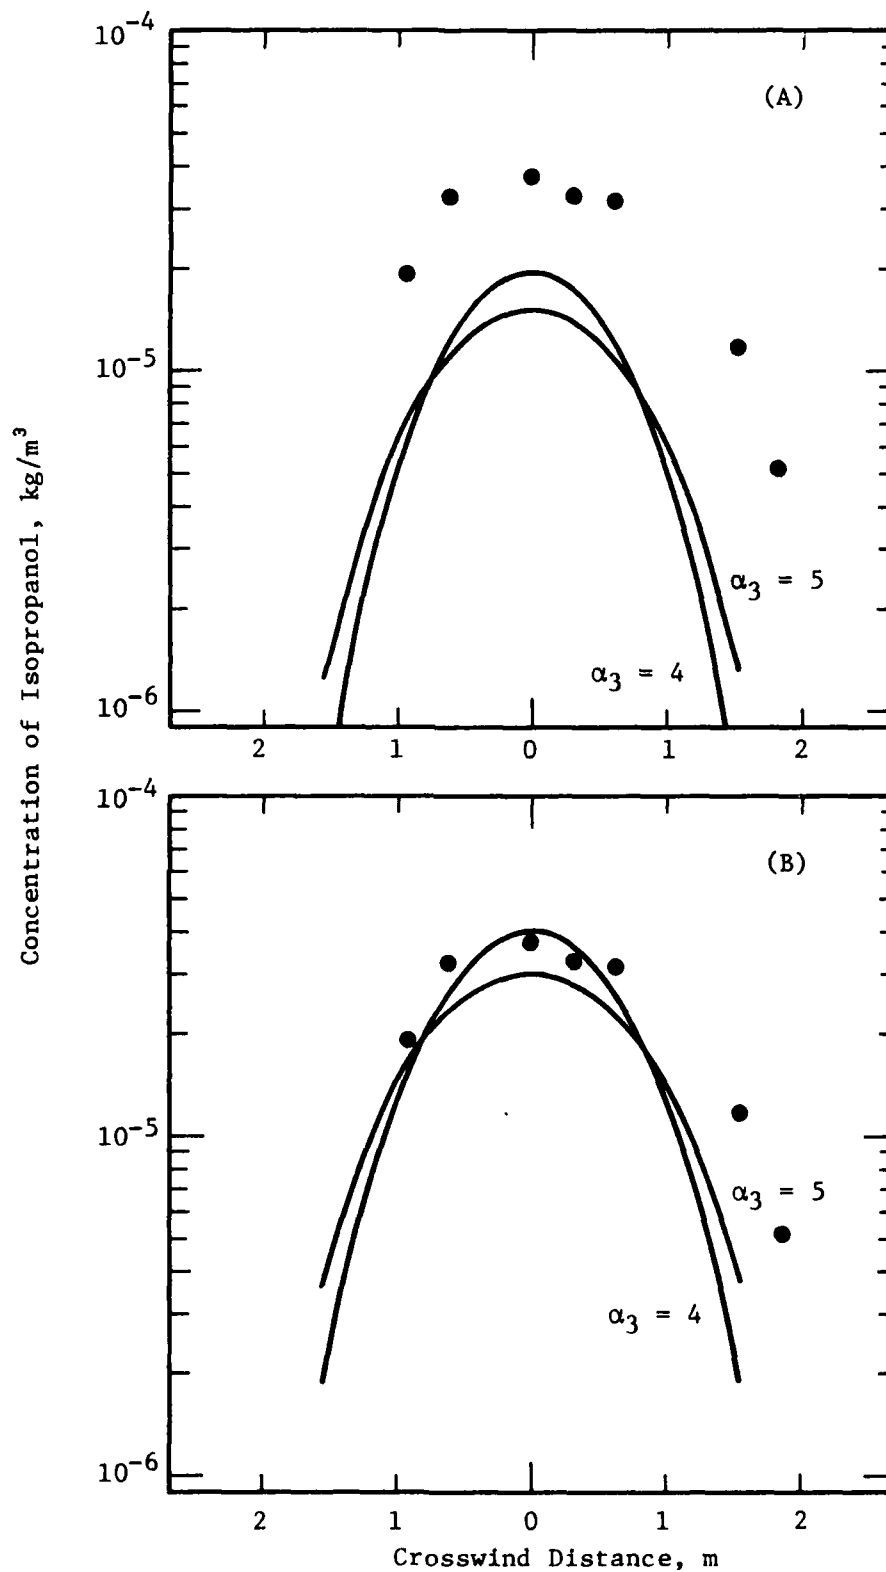 Concentration of Isopropanol, kg/m³
(A)
10⁻⁴
10⁻⁵
10⁻⁶
α₃ = 5
α₃ = 4
2 1 0 1 2
(B)
10⁻⁴
10⁻⁵
10⁻⁶
α₃ = 5
α₃ = 4
2 1 0 1 2
Crosswind Distance, m